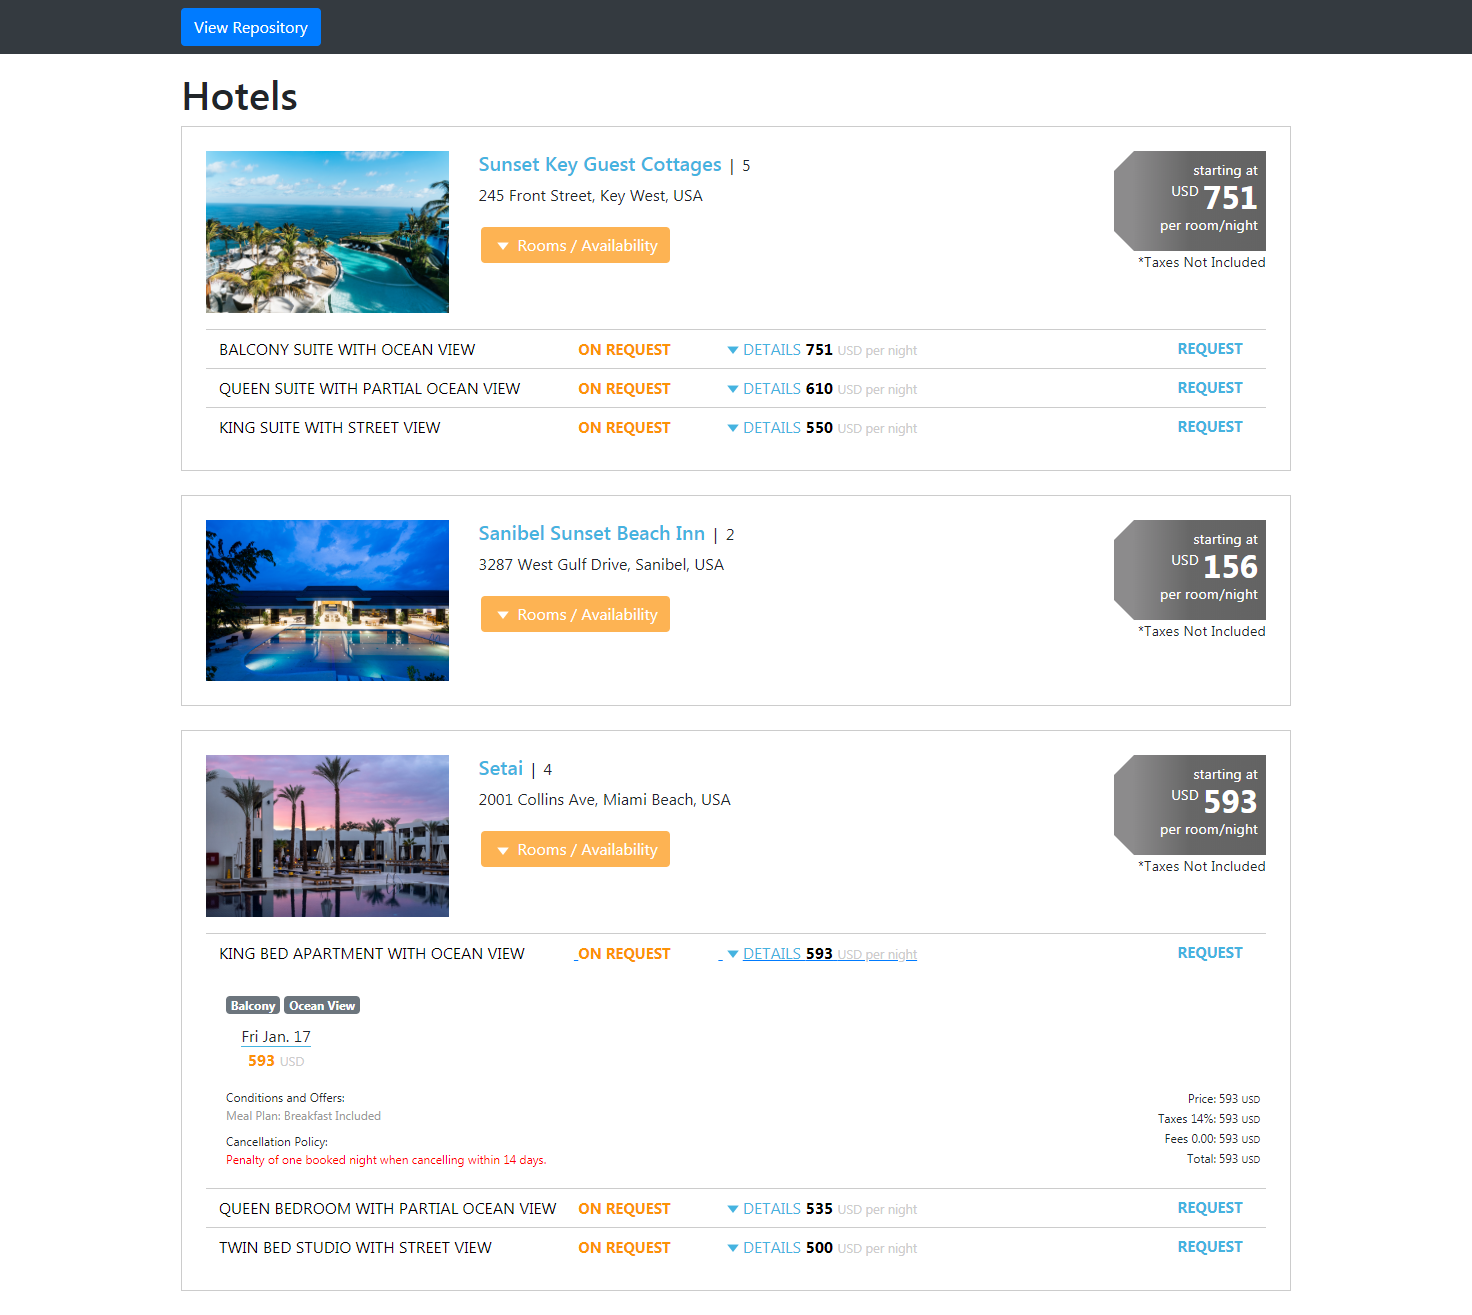 View Repository
Hotels
Sunset Key Guest Cottages | 5
245 Front Street, Key West, USA
Rooms / Availability
starting at
USD 751
per room/night
*Taxes Not Included
BALCONY SUITE WITH OCEAN VIEW ON REQUEST DETAILS 751 USD per night REQUEST
QUEEN SUITE WITH PARTIAL OCEAN VIEW ON REQUEST DETAILS 610 USD per night REQUEST
KING SUITE WITH STREET VIEW ON REQUEST DETAILS 550 USD per night REQUEST
Sanibel Sunset Beach Inn | 2
3287 West Gulf Drive, Sanibel, USA
Rooms / Availability
starting at
USD 156
per room/night
*Taxes Not Included
Setai | 4
2001 Collins Ave, Miami Beach, USA
Rooms / Availability
starting at
USD 593
per room/night
*Taxes Not Included
KING BED APARTMENT WITH OCEAN VIEW ON REQUEST DETAILS 593 USD per night REQUEST
Balcony Ocean View
Fri Jan. 17
593 USD
Conditions and Offers:
Meal Plan: Breakfast Included
Cancellation Policy:
Penalty of one booked night when cancelling within 14 days.
Price: 593 USD
Taxes 14%: 593 USD
Fees 0.00: 593 USD
Total: 593 USD
QUEEN BEDROOM WITH PARTIAL OCEAN VIEW ON REQUEST DETAILS 535 USD per night REQUEST
TWIN BED STUDIO WITH STREET VIEW ON REQUEST DETAILS 500 USD per night REQUEST